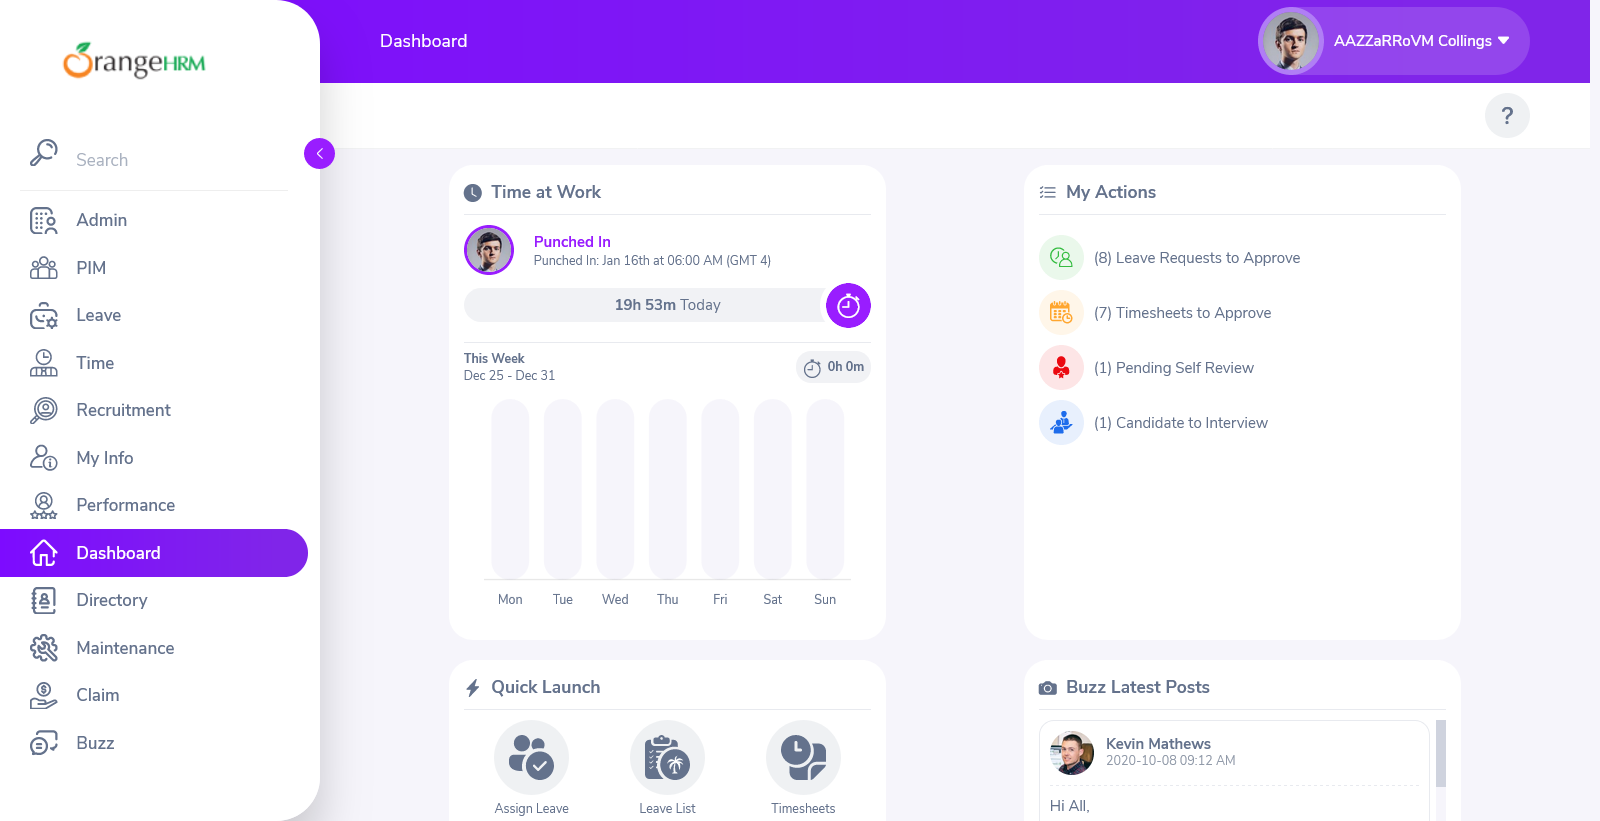 OrangeHRM
Search
Admin
PIM
Leave
Time
Recruitment
My Info
Performance
Dashboard
Directory
Maintenance
Claim
Buzz
Dashboard
AAZZaRRoVM Collings
?
Time at Work
Punched In
Punched In: Jan 16th at 06:00 AM (GMT 4)
19h 53m Today
This Week
Dec 25 - Dec 31
0h 0m
Mon Tue Wed Thu Fri Sat Sun
My Actions
(8) Leave Requests to Approve
(7) Timesheets to Approve
(1) Pending Self Review
(1) Candidate to Interview
Quick Launch
Assign Leave
Leave List
Timesheets
Buzz Latest Posts
Kevin Mathews
2020-10-08 09:12 AM
Hi All,